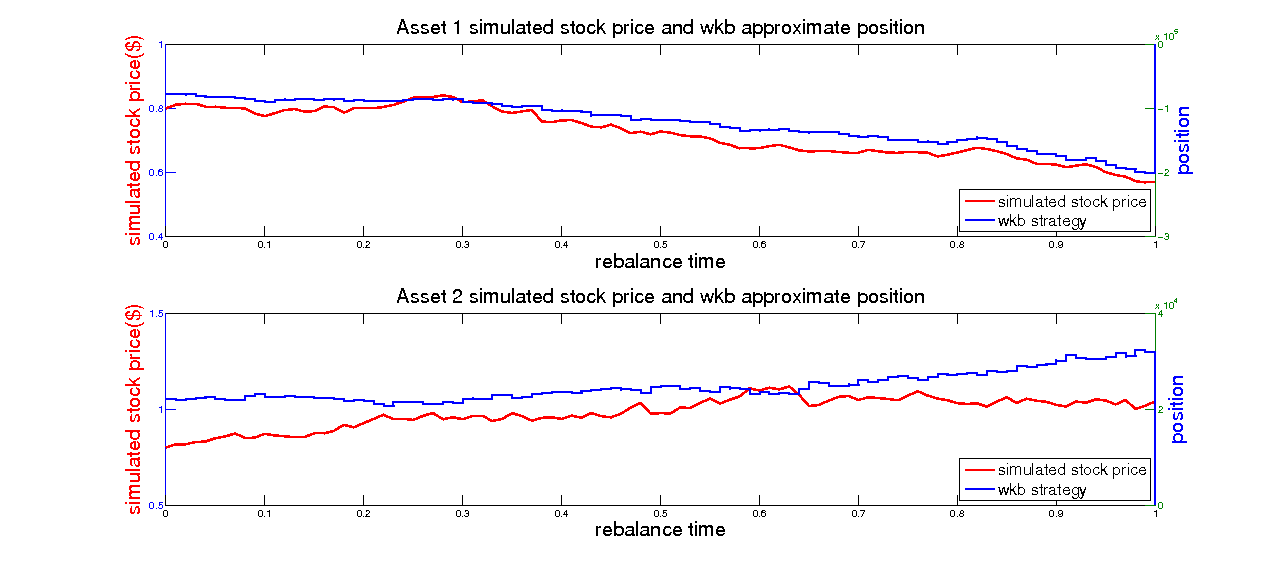 Asset 1 simulated stock price and wkb approximate position
x 10^5
simulated stock price($)
1
0.8
0.6
0.4
0
-1
-2
-3
position
simulated stock price
wkb strategy
0 0.1 0.2 0.3 0.4 0.5 0.6 0.7 0.8 0.9 1
rebalance time
Asset 2 simulated stock price and wkb approximate position
x 10^4
simulated stock price($)
1.5
1
0.5
4
2
0
position
simulated stock price
wkb strategy
0 0.1 0.2 0.3 0.4 0.5 0.6 0.7 0.8 0.9 1
rebalance time